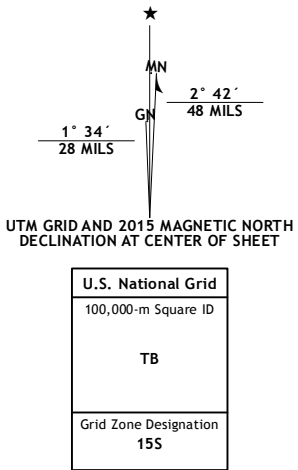 ★
MN
2° 42´
48 MILS
GN
1° 34´
28 MILS
UTM GRID AND 2015 MAGNETIC NORTH
DECLINATION AT CENTER OF SHEET
U.S. National Grid
100,000-m Square ID
TB
Grid Zone Designation
15S